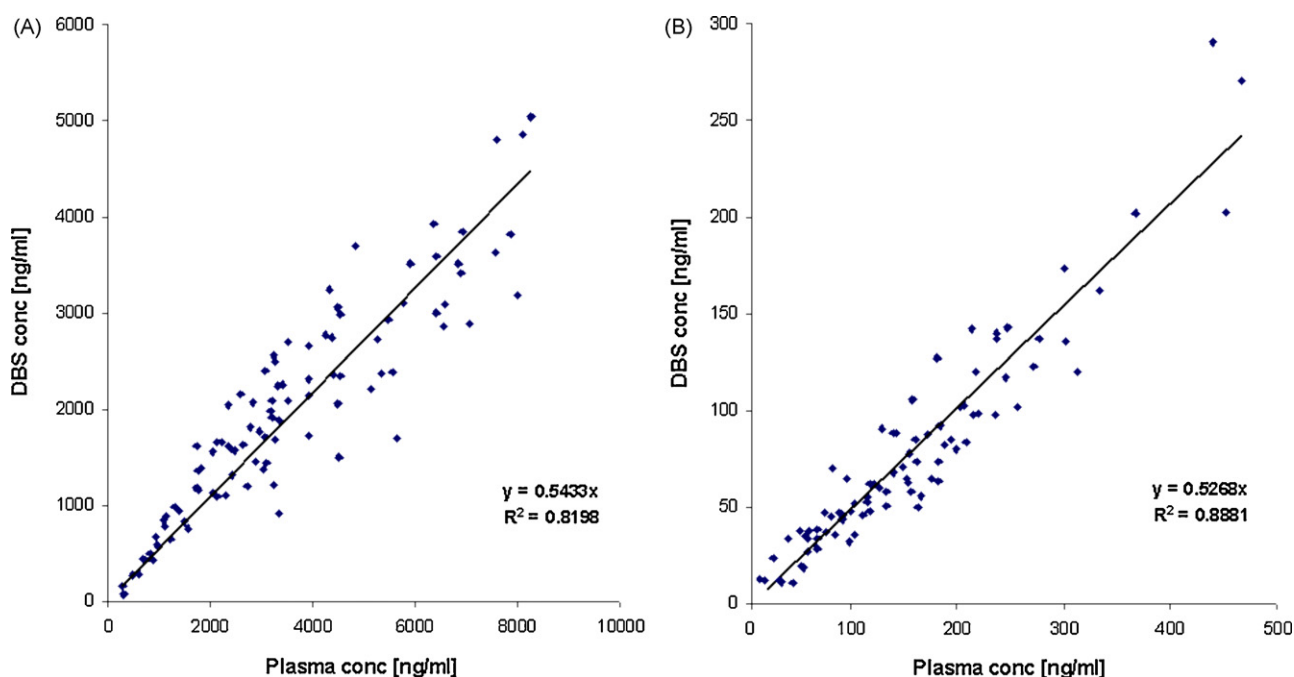 (A)
6000
5000
4000
3000
2000
1000
0
DBS conc [ng/ml]
0 2000 4000 6000 8000 10000
Plasma conc [ng/ml]
y = 0.5433x
R² = 0.8198
(B)
300
250
200
150
100
50
0
DBS conc [ng/ml]
0 100 200 300 400 500
Plasma conc [ng/ml]
y = 0.5268x
R² = 0.8881